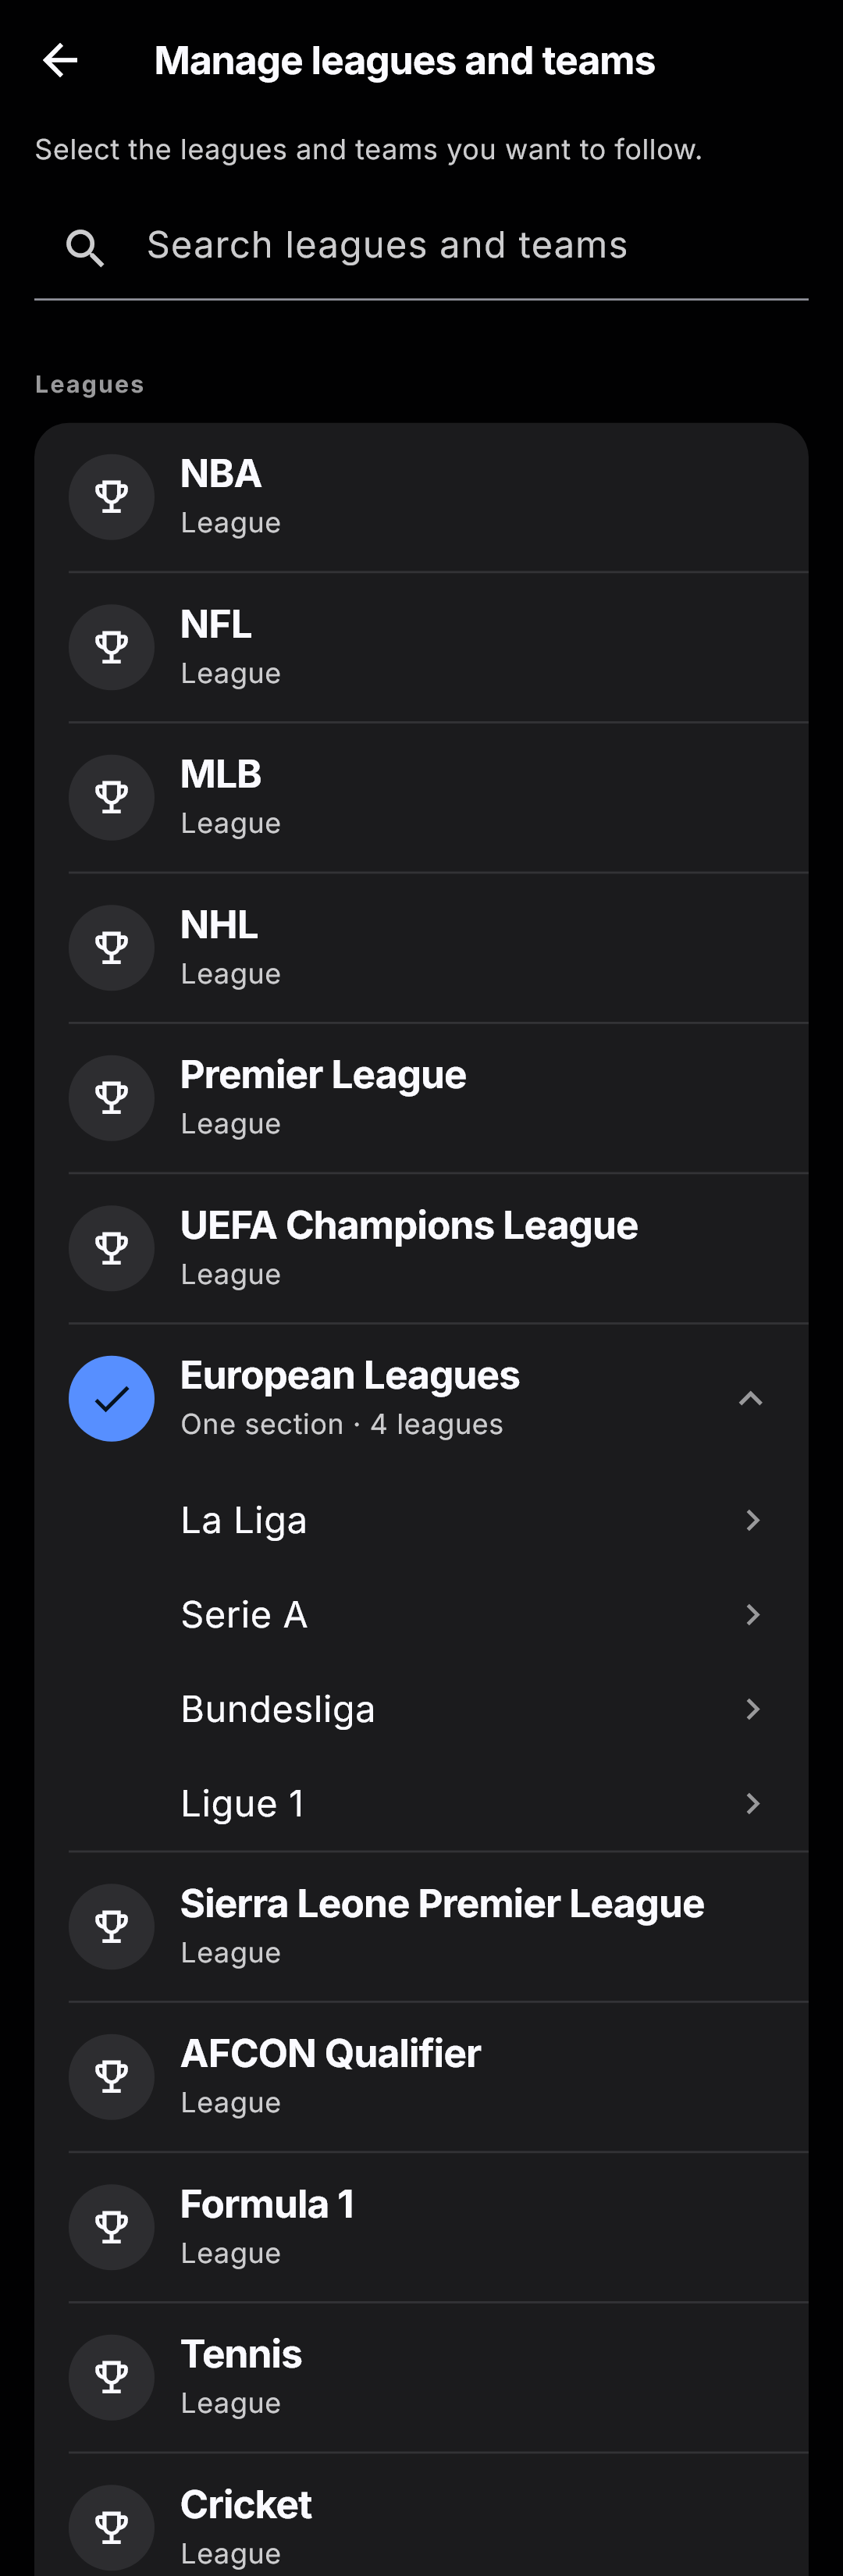 Manage leagues and teams
Select the leagues and teams you want to follow.
Search leagues and teams
Leagues
NBA
League
NFL
League
MLB
League
NHL
League
Premier League
League
UEFA Champions League
League
European Leagues
One section · 4 leagues
La Liga
Serie A
Bundesliga
Ligue 1
Sierra Leone Premier League
League
AFCON Qualifier
League
Formula 1
League
Tennis
League
Cricket
League